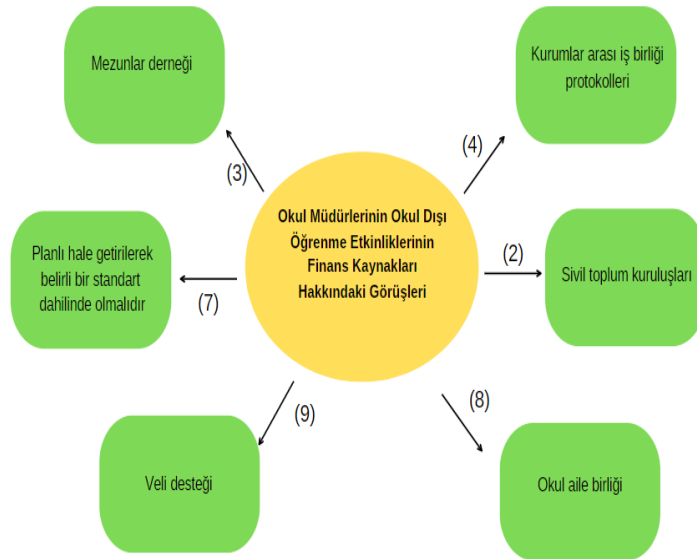 Mezunlar derneği
Kurumlar arası iş birliği
protokolleri
(3)
(4)
Okul Müdürlerinin Okul Dışı
Öğrenme Etkinliklerinin
Finans Kaynakları
Hakkındaki Görüşleri
Planlı hale getirilerek
belirli bir standart
dahilinde olmalıdır
(7)
(2)
Sivil toplum kuruluşları
(9)
(8)
Veli desteği
Okul aile birliği